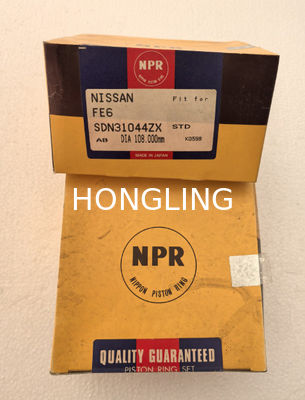 NPR
NISSAN Fit for
FE6
SDN31044ZX STD
AB DIA 108.000mm K0598
MADE IN JAPAN
HONGLING
NPR
NIPPON PISTON RING
QUALITY GUARANTEED
PISTON RING SET